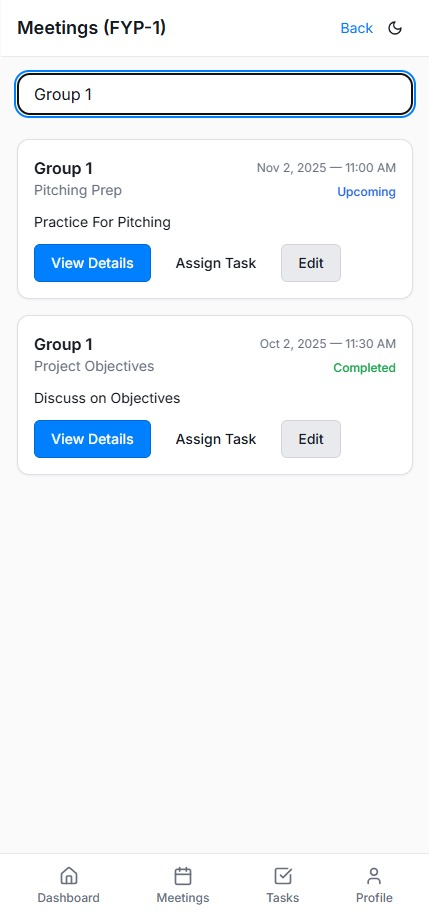 Meetings (FYP-1)
Back
Group 1
Group 1
Nov 2, 2025 — 11:00 AM
Pitching Prep
Upcoming
Practice For Pitching
View Details
Assign Task
Edit
Group 1
Oct 2, 2025 — 11:30 AM
Project Objectives
Completed
Discuss on Objectives
View Details
Assign Task
Edit
Dashboard
Meetings
Tasks
Profile